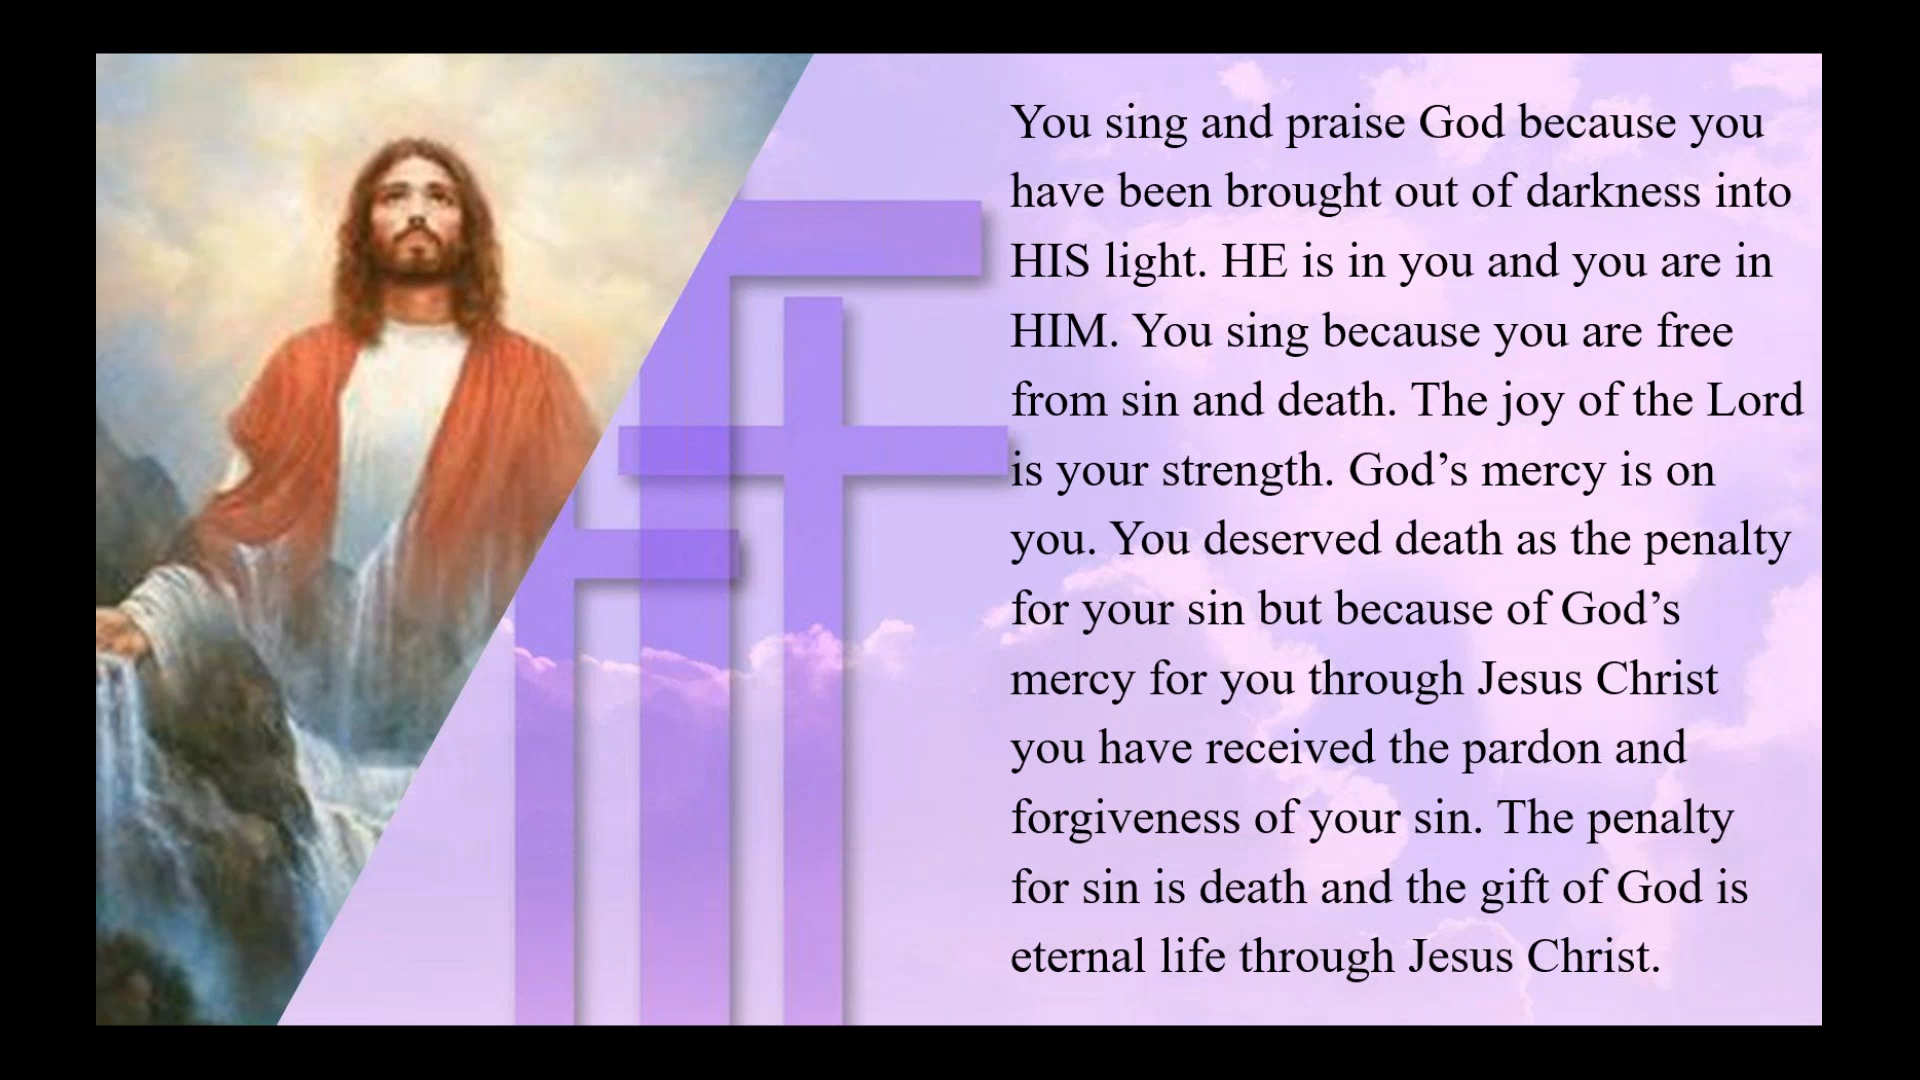 You sing and praise God because you
have been brought out of darkness into
HIS light. HE is in you and you are in
HIM. You sing because you are free
from sin and death. The joy of the Lord
is your strength. God’s mercy is on
you. You deserved death as the penalty
for your sin but because of God’s
mercy for you through Jesus Christ
you have received the pardon and
forgiveness of your sin. The penalty
for sin is death and the gift of God is
eternal life through Jesus Christ.